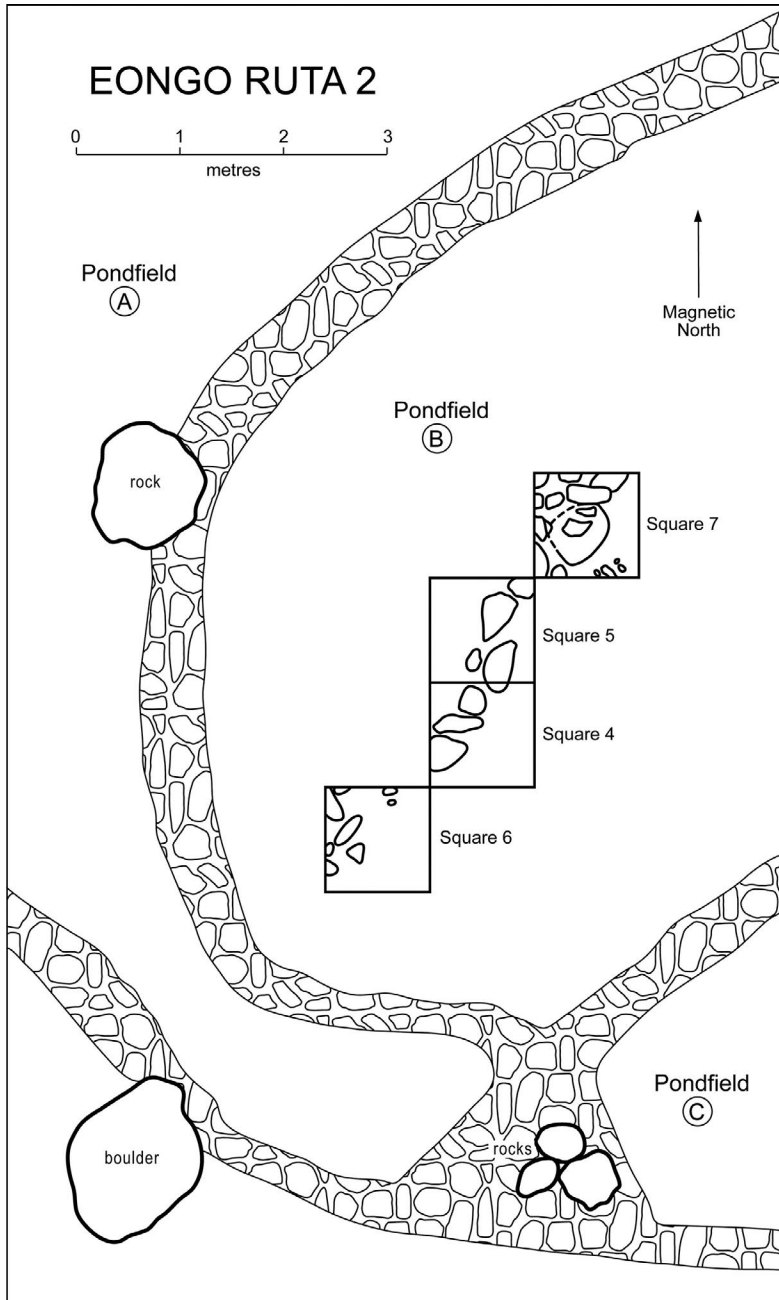 EONGO RUTA 2
0 1 2 3
metres
Pondfield
A
Magnetic
North
Pondfield
B
rock
Square 7
Square 5
Square 4
Square 6
Pondfield
C
rocks
boulder